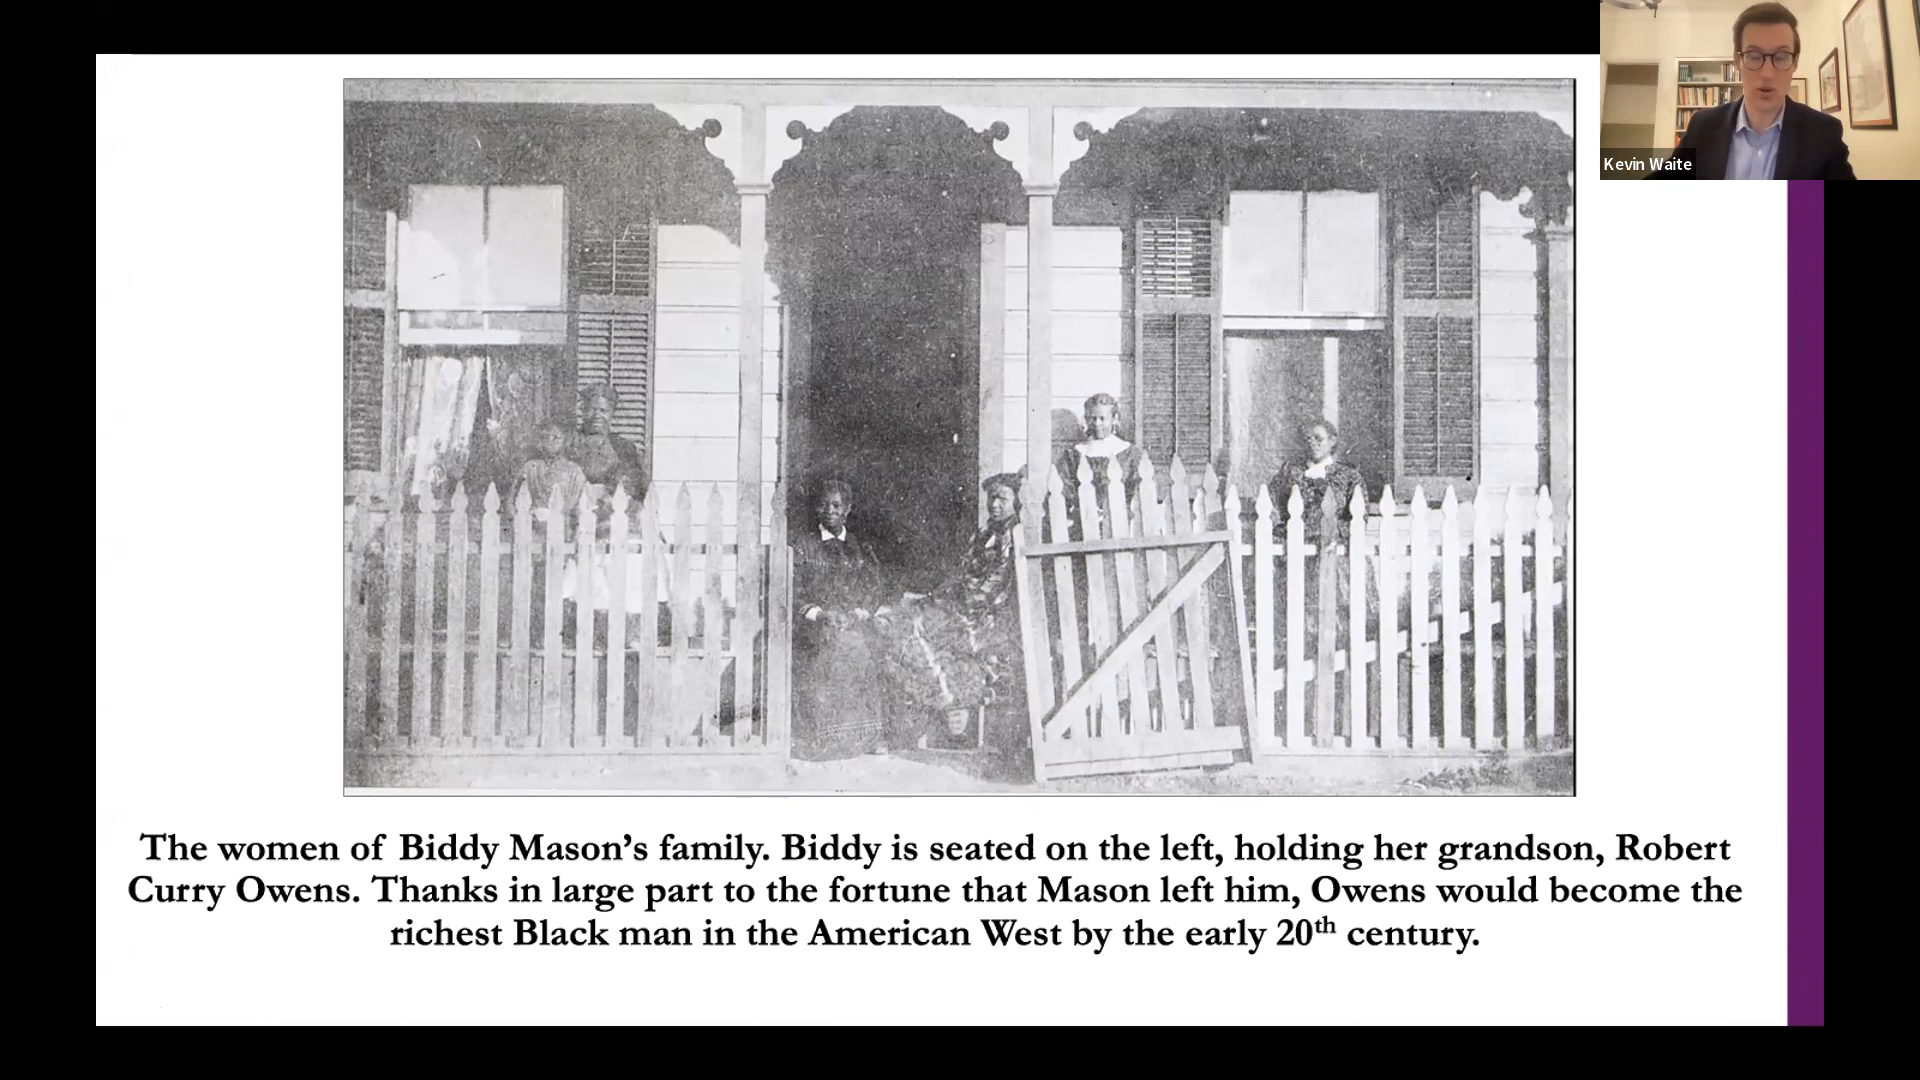 Kevin Waite
The women of Biddy Mason’s family. Biddy is seated on the left, holding her grandson, Robert
Curry Owens. Thanks in large part to the fortune that Mason left him, Owens would become the
richest Black man in the American West by the early 20th century.